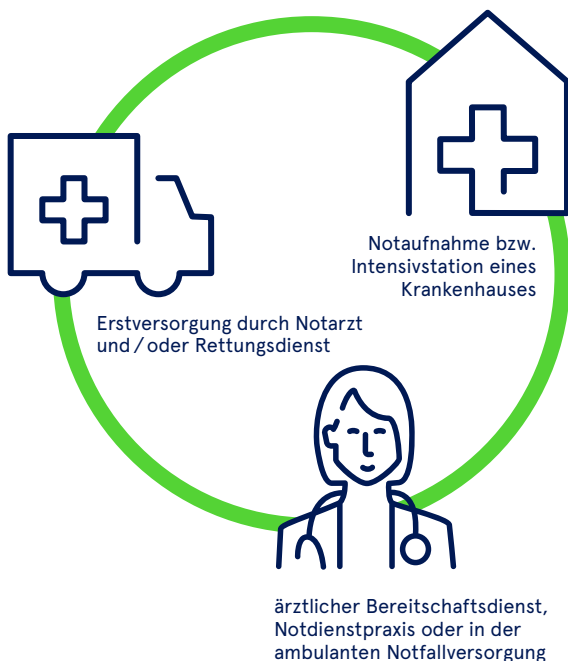 Notaufnahme bzw.
Intensivstation eines
Krankenhauses
Erstversorgung durch Notarzt
und / oder Rettungsdienst
ärztlicher Bereitschaftsdienst,
Notdienstpraxis oder in der
ambulanten Notfallversorgung